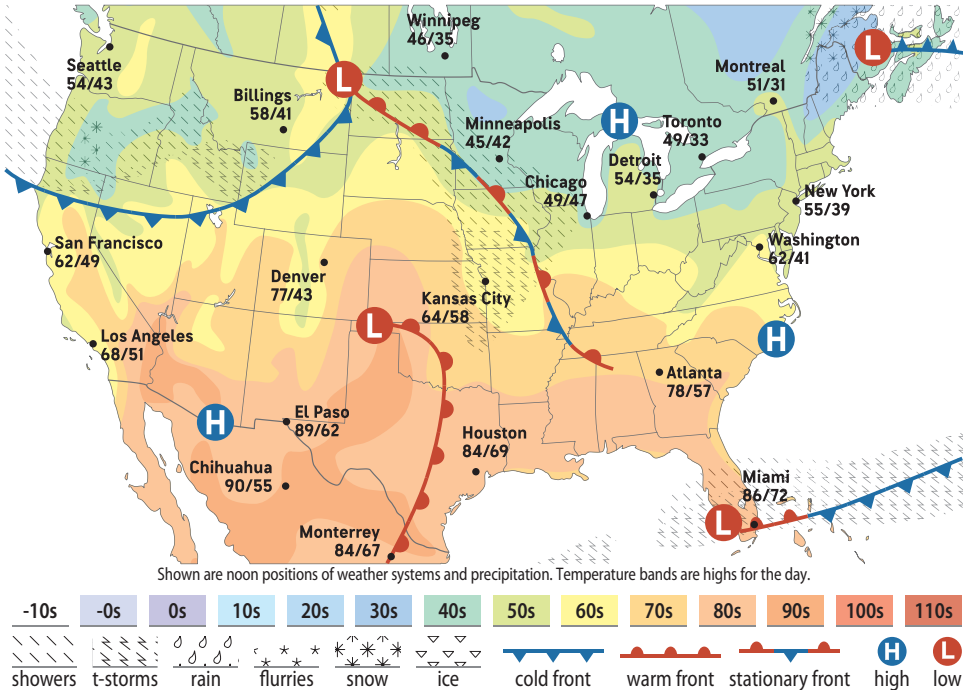 Winnipeg
46/35
L
L
Seattle
54/43
Montreal
51/31
Billings
58/41
H
Minneapolis
45/42
Toronto
49/33
Detroit
54/35
Chicago
49/47
New York
55/39
San Francisco
62/49
Washington
62/41
Denver
77/43
Kansas City
64/58
L
Los Angeles
68/51
H
Atlanta
78/57
H
El Paso
89/62
Houston
84/69
Chihuahua
90/55
Miami
86/72
L
Monterrey
84/67
Shown are noon positions of weather systems and precipitation. Temperature bands are highs for the day.
-10s -0s 0s 10s 20s 30s 40s 50s 60s 70s 80s 90s 100s 110s
H L
showers t-storms rain flurries snow ice cold front warm front stationary front high low